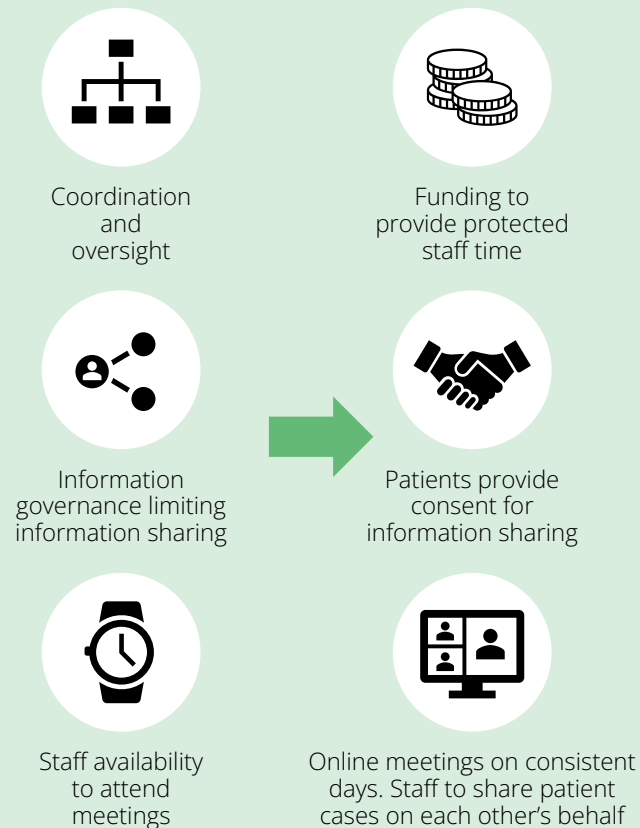 Coordination
and
oversight
Funding to
provide protected
staff time
Information
governance limiting
information sharing
Patients provide
consent for
information sharing
Staff availability
to attend
meetings
Online meetings on consistent
days. Staff to share patient
cases on each other’s behalf